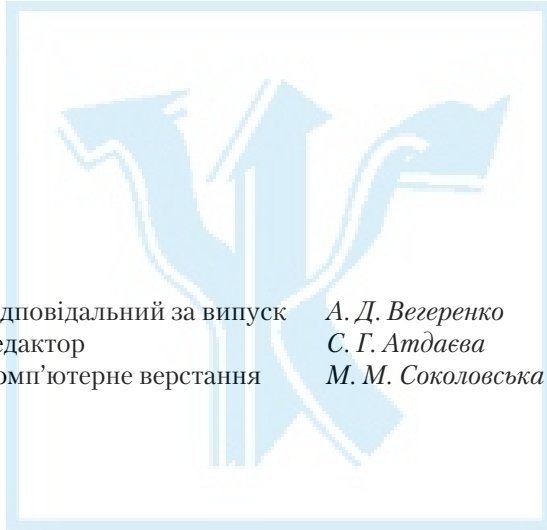 дповідальний за випуск А. Д. Вегеренко
едактор С. Г. Атдаєва
омп'ютерне верстання М. М. Соколовська